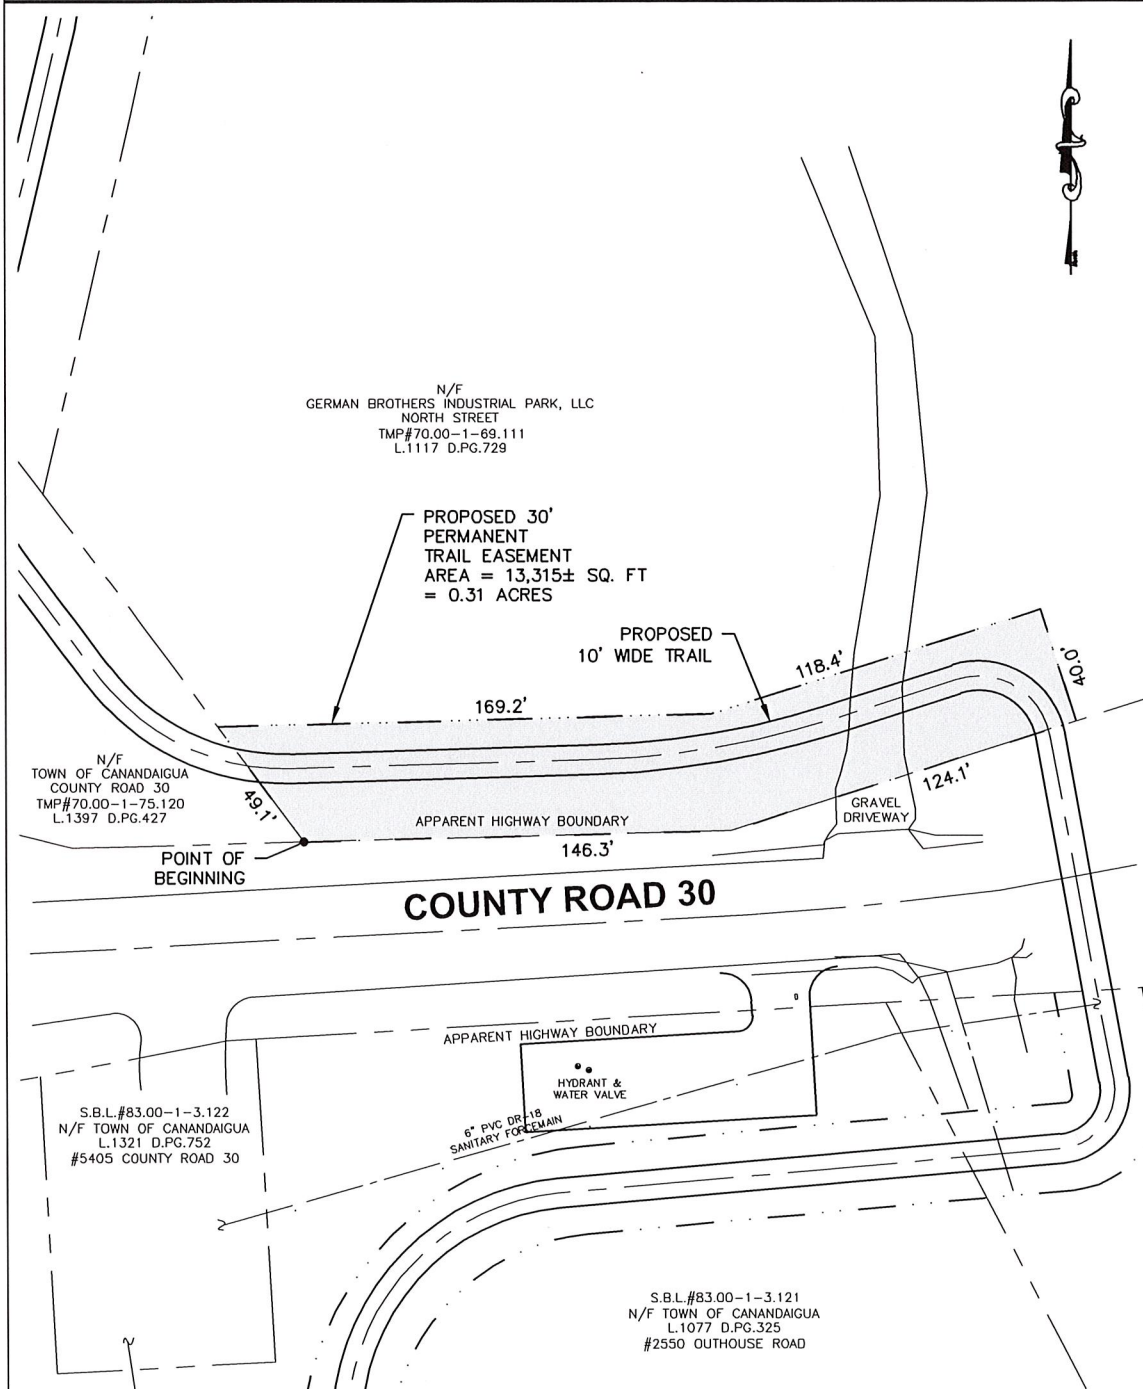 N/F
GERMAN BROTHERS INDUSTRIAL PARK, LLC
NORTH STREET
TMP#70.00-1-69.111
L.1117 D.PG.729
PROPOSED 30'
PERMANENT
TRAIL EASEMENT
AREA = 13,315± SQ. FT
= 0.31 ACRES
PROPOSED
10' WIDE TRAIL
118.4'
40.0'
169.2'
N/F
TOWN OF CANANDAIGUA
COUNTY ROAD 30
TMP#70.00-1-75.120
L.1397 D.PG.427
49.1'
124.1'
GRAVEL
DRIVEWAY
APPARENT HIGHWAY BOUNDARY
146.3'
POINT OF
BEGINNING
COUNTY ROAD 30
APPARENT HIGHWAY BOUNDARY
HYDRANT &
WATER VALVE
6" PVC DR-18
SANITARY FORCEMAIN
S.B.L.#83.00-1-3.122
N/F TOWN OF CANANDAIGUA
L.1321 D.PG.752
#5405 COUNTY ROAD 30
S.B.L.#83.00-1-3.121
N/F TOWN OF CANANDAIGUA
L.1077 D.PG.325
#2550 OUTHOUSE ROAD